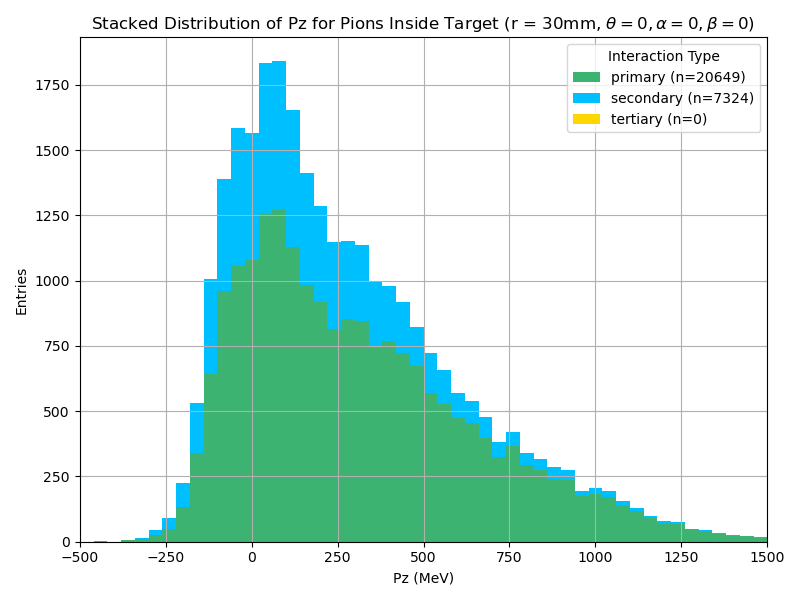 Stacked Distribution of Pz for Pions Inside Target (r = 30mm, θ = 0, α = 0, β = 0)
Interaction Type
primary (n=20649)
secondary (n=7324)
tertiary (n=0)
Entries
1750
1500
1250
1000
750
500
250
0
−500 −250 0 250 500 750 1000 1250 1500
Pz (MeV)